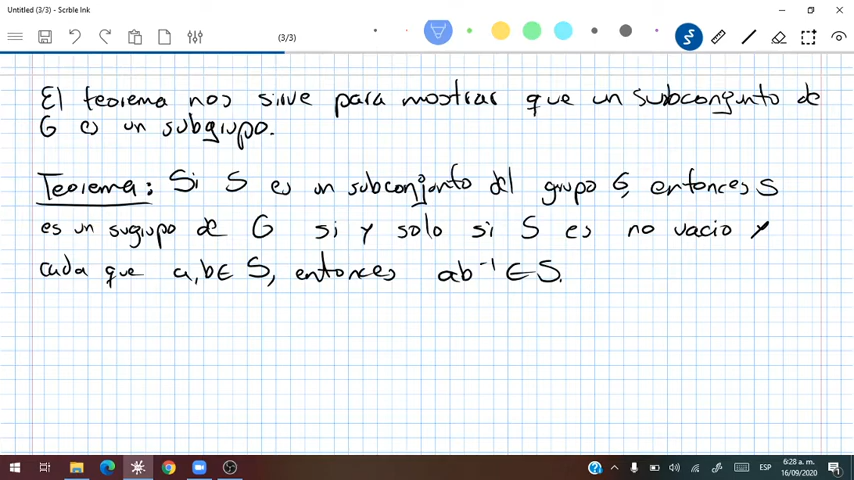 Untitled (3/3) - Scrble Ink
(3/3)
El teorema nos sirve para mostrar que un subconjunto de
G es un subgrupo.
Teorema: Si S es un subconjunto del grupo G, entonces S
es un sugrupo de G si y solo si S es no vacio y
cada que a, b ∈ S, entonces ab⁻¹ ∈ S.
ESP
6:28 a. m.
16/09/2020